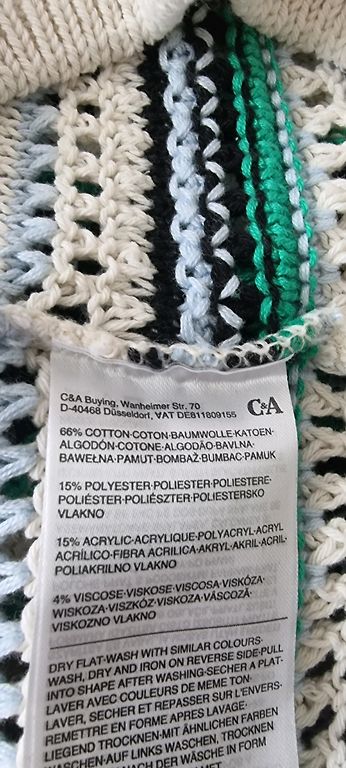 C&A Buying, Wanheimer Str. 70
D-40468 Düsseldorf, VAT DE811809155
C&A
66% COTTON·COTON·BAUMWOLLE·KATOEN·
ALGODÓN·COTONE·ALGODÃO·BAVLNA·
BAWEŁNA·PAMUT·BOMBAŽ·BUMBAC·PAMUK
15% POLYESTER·POLIESTER·POLIESTERE·
POLIÉSTER·POLIÉSZTER·POLIESTERSKO
VLAKNO
15% ACRYLIC·ACRYLIQUE·POLYACRYL·ACRYL·
ACRÍLICO·FIBRA ACRILICA·AKRYL·AKRIL·ACRIL·
POLIAKRILNO VLAKNO
4% VISCOSE·VISKOSE·VISCOSA·VISKÓZA·
WISKOZA·VISZKÓZ·VISKOZA·VÂSCOZĂ·
VISKOZNO VLAKNO
DRY FLAT·WASH WITH SIMILAR COLOURS·
WASH, DRY AND IRON ON REVERSE SIDE·PULL
INTO SHAPE AFTER WASHING·SECHER A PLAT·
LAVER AVEC COULEURS DE MEME TON·
LAVER, SECHER ET REPASSER SUR L'ENVERS·
REMETTRE EN FORME APRES LAVAGE·
LIEGEND TROCKNEN·MIT ÄHNLICHEN FARBEN
WASCHEN·AUF LINKS WASCHEN, TROCKNEN
NACH DER WÄSCHE IN FORM